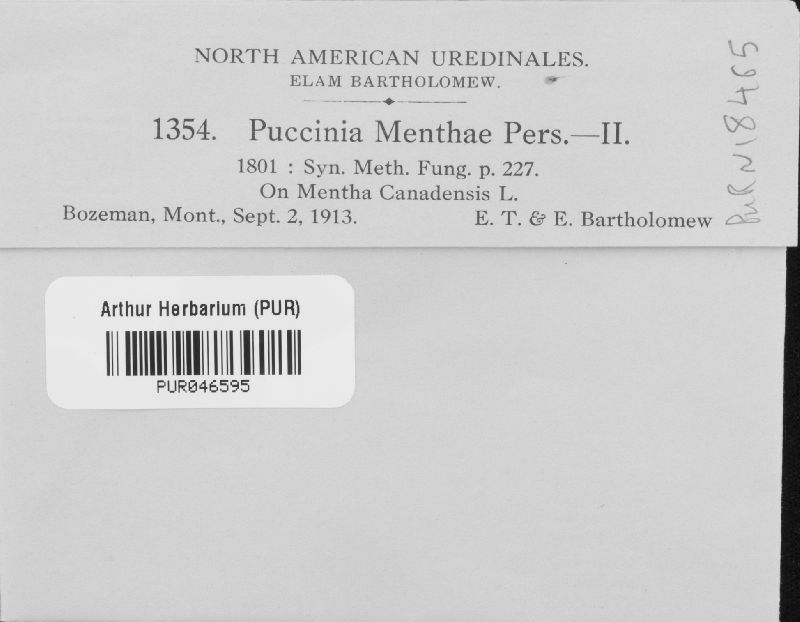 NORTH AMERICAN UREDINALES.
ELAM BARTHOLOMEW.
1354. Puccinia Menthae Pers.—II.
1801 : Syn. Meth. Fung. p. 227.
On Mentha Canadensis L.
Bozeman, Mont., Sept. 2, 1913. E. T. & E. Bartholomew
PUR N18465
Arthur Herbarium (PUR)
PUR046595